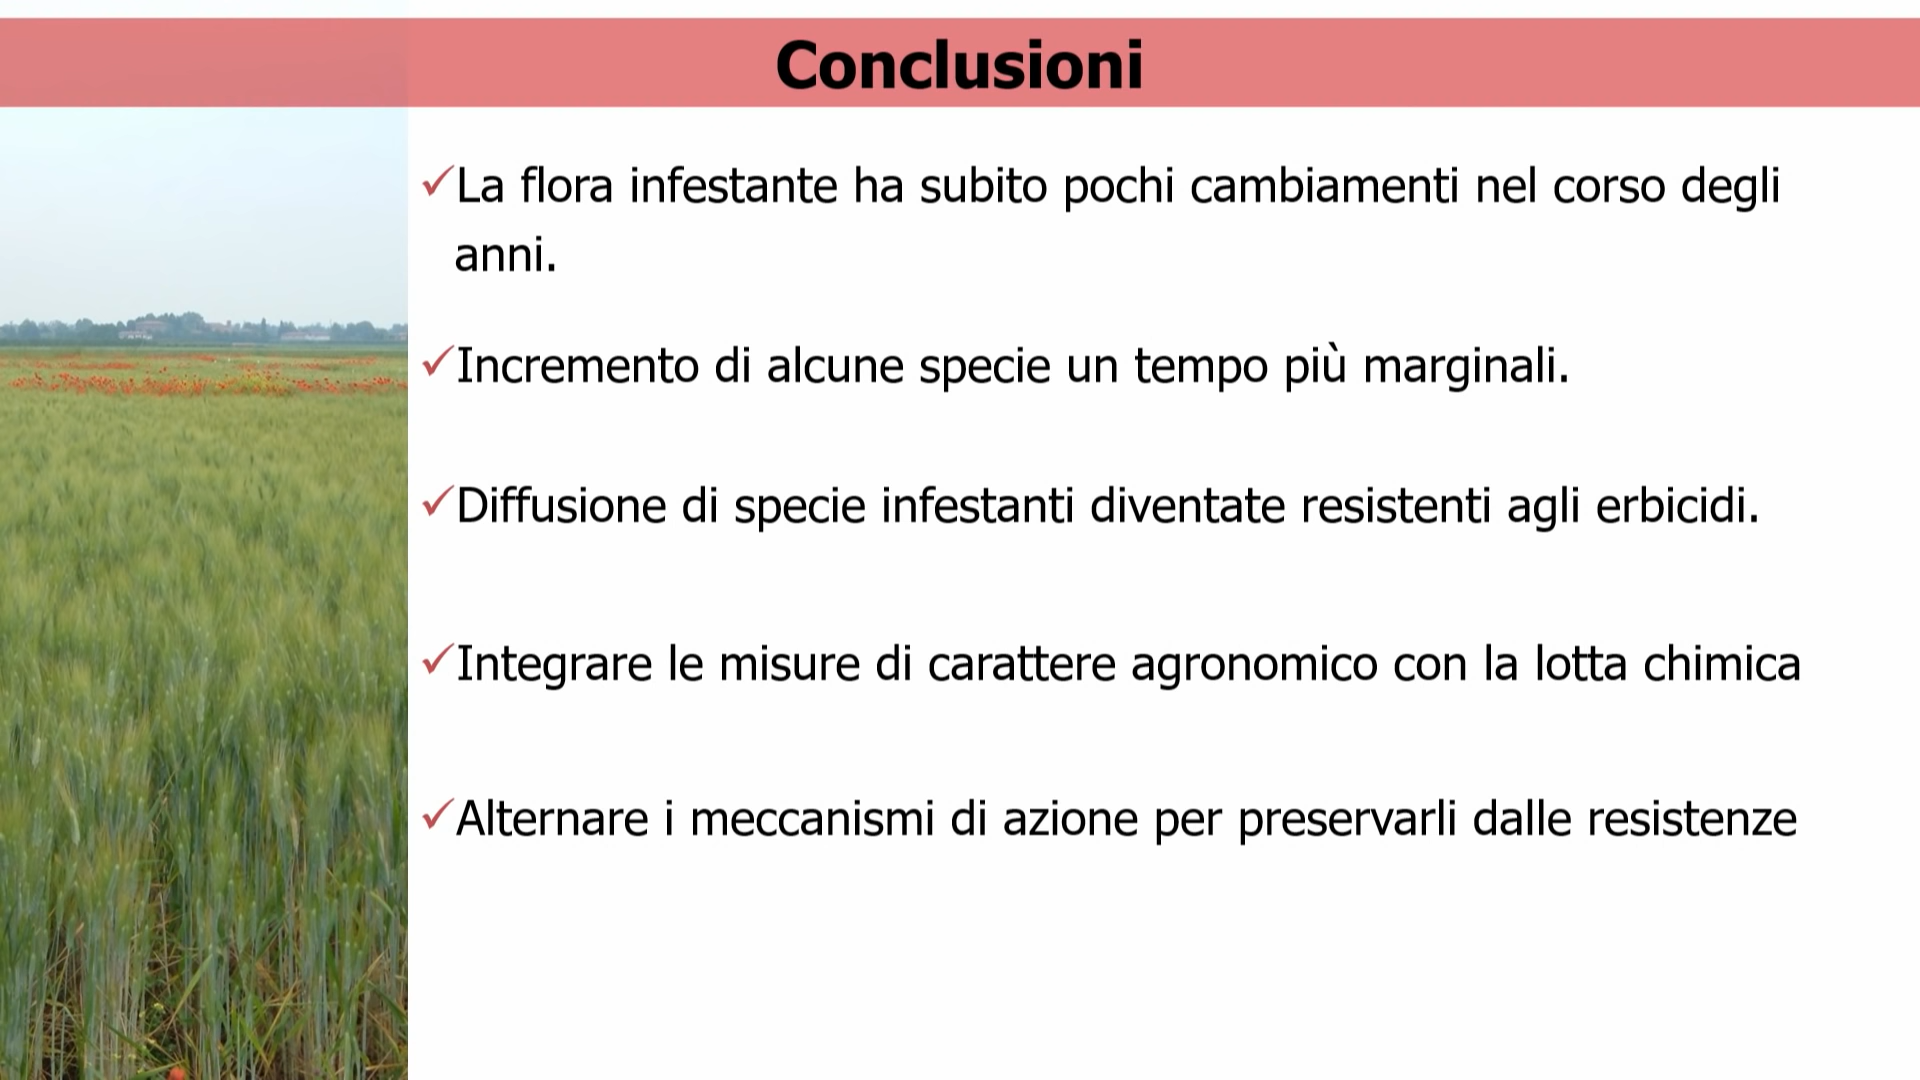 Conclusioni
✓La flora infestante ha subito pochi cambiamenti nel corso degli
anni.
✓Incremento di alcune specie un tempo più marginali.
✓Diffusione di specie infestanti diventate resistenti agli erbicidi.
✓Integrare le misure di carattere agronomico con la lotta chimica
✓Alternare i meccanismi di azione per preservarli dalle resistenze